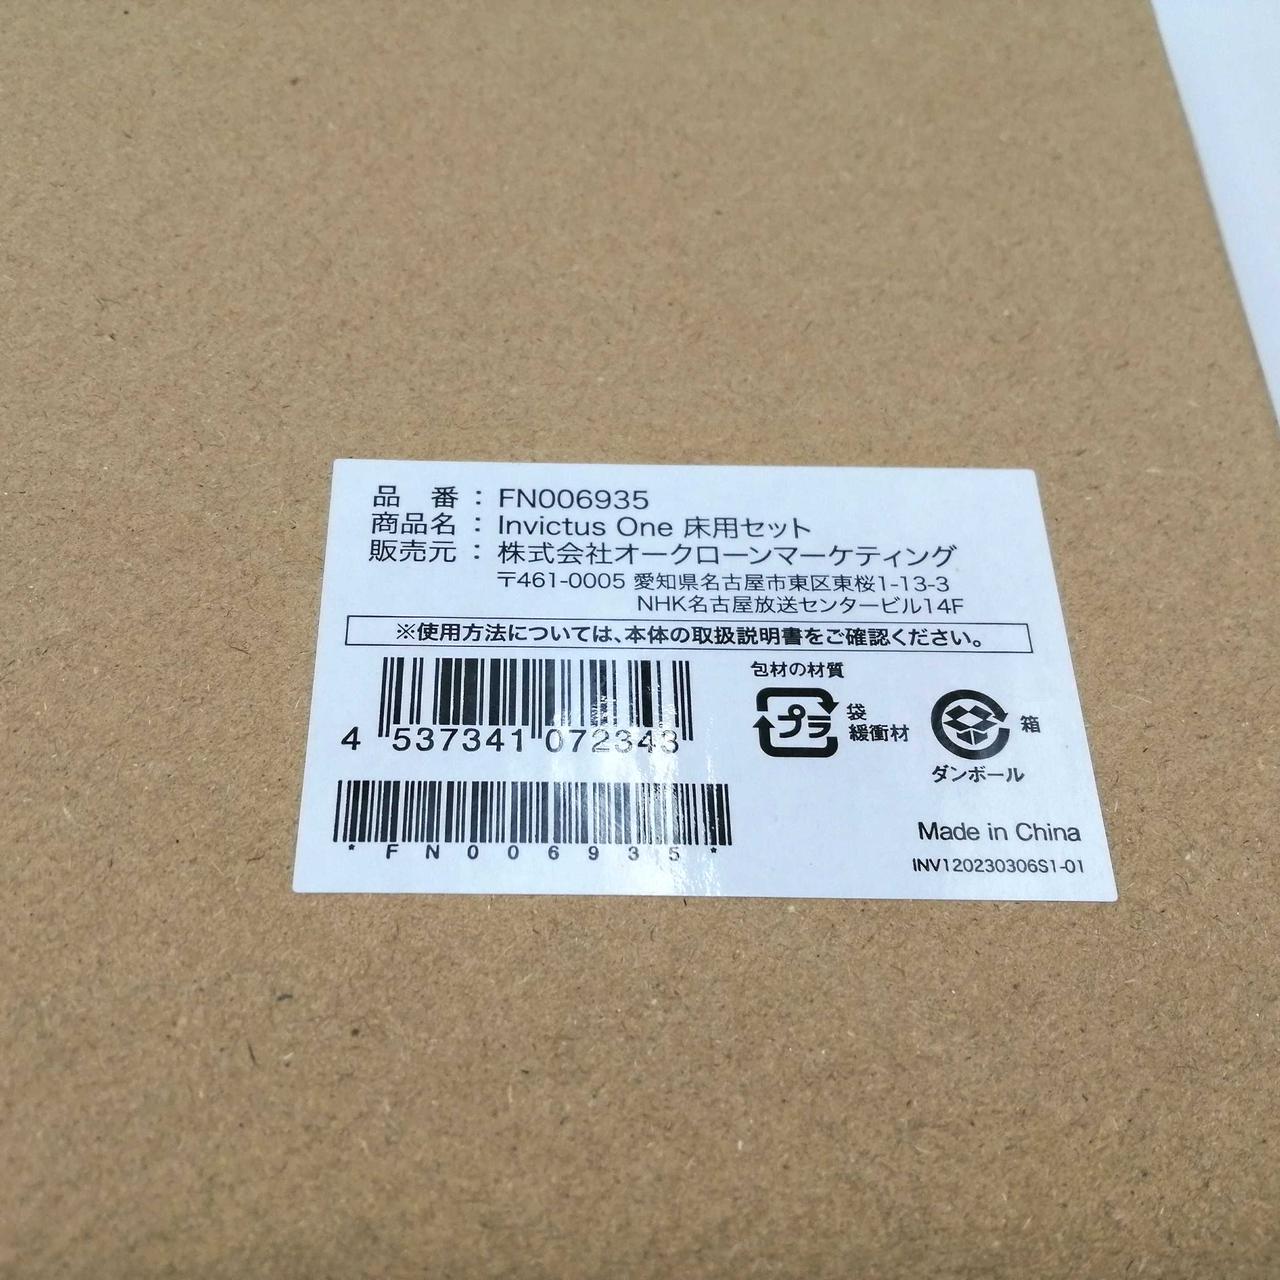 品 番 : FN006935
商品名 : Invictus One 床用セット
販売元 : 株式会社オークローンマーケティング
〒461-0005 愛知県名古屋市東区東桜1-13-3
NHK名古屋放送センタービル14F
※使用方法については、本体の取扱説明書をご確認ください。
4 537341 072343
*FN006935*
包材の材質
プラ 袋
緩衝材
箱
ダンボール
Made in China
INV120230306S1-01